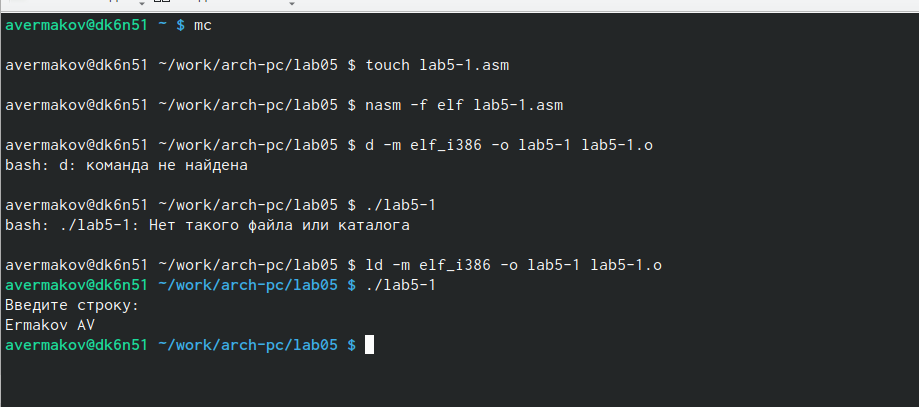 avermakov@dk6n51 ~ $ mc
avermakov@dk6n51 ~/work/arch-pc/lab05 $ touch lab5-1.asm
avermakov@dk6n51 ~/work/arch-pc/lab05 $ nasm -f elf lab5-1.asm
avermakov@dk6n51 ~/work/arch-pc/lab05 $ d -m elf_i386 -o lab5-1 lab5-1.o
bash: d: команда не найдена
avermakov@dk6n51 ~/work/arch-pc/lab05 $ ./lab5-1
bash: ./lab5-1: Нет такого файла или каталога
avermakov@dk6n51 ~/work/arch-pc/lab05 $ ld -m elf_i386 -o lab5-1 lab5-1.o
avermakov@dk6n51 ~/work/arch-pc/lab05 $ ./lab5-1
Введите строку:
Ermakov AV
avermakov@dk6n51 ~/work/arch-pc/lab05 $